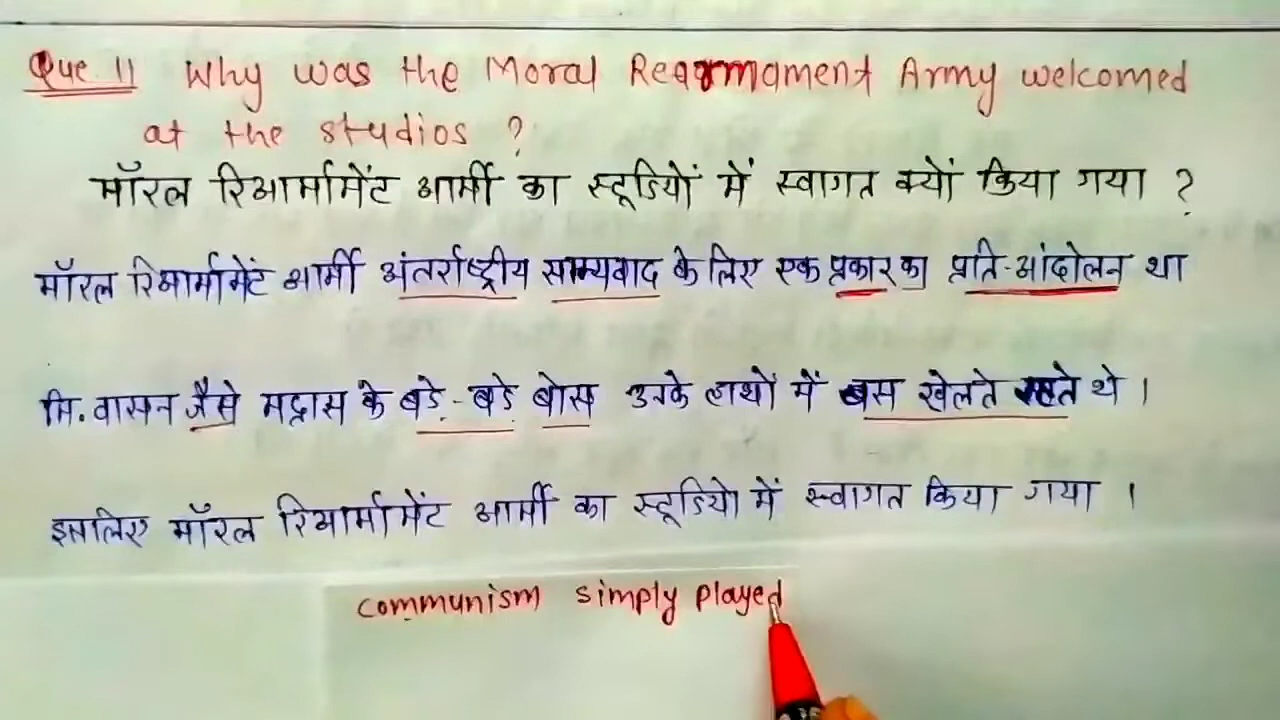 Que 11 Why was the Moral Rearmament Army welcomed
at the studios ?
मॉरल रिआर्मामेंट आर्मी का स्टूडियों में स्वागत क्यों किया गया ?
मॉरल रिआर्मामेंट आर्मी अंतर्राष्ट्रीय साम्यवाद के लिए एक प्रकार का प्रति-आंदोलन था
मि. वासन जैसे मद्रास के बड़े-बड़े बोस उनके हाथों में बस खेलते रहते थे ।
इसलिए मॉरल रिआर्मामेंट आर्मी का स्टूडियो में स्वागत किया गया ।
communism simply played